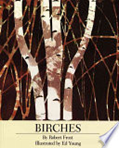 BIRCHES
By Robert Frost
Illustrated by Ed Young